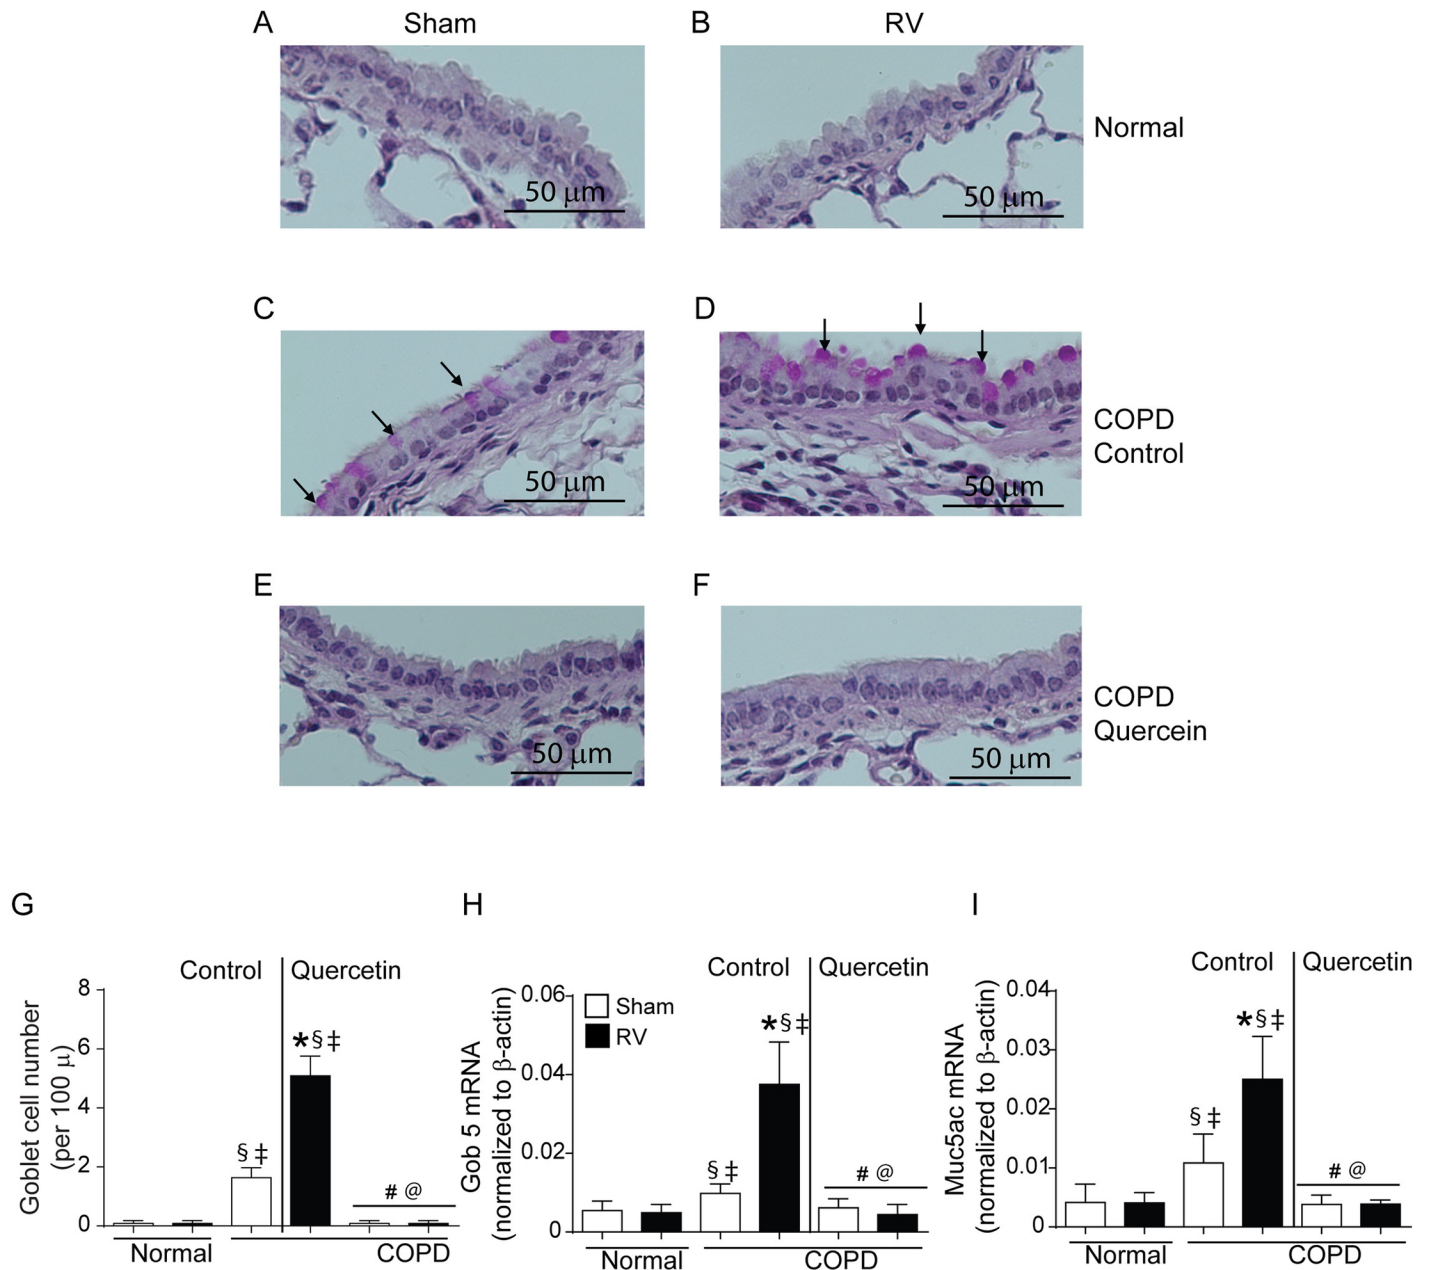 A Sham
B RV
50 µm
50 µm
Normal
C
D
50 µm
50 µm
COPD
Control
E
F
50 µm
50 µm
COPD
Quercein
G
Control
Quercetin
Goblet cell number
(per 100 µ)
8
6
4
2
0
*§‡
§‡
# @
Normal
COPD
H
Control
Quercetin
Gob 5 mRNA
(normalized to β-actin)
0.06
0.04
0.02
0
Sham
RV
*§‡
§‡
# @
Normal
COPD
I
Control
Quercetin
Muc5ac mRNA
(normalized to β-actin)
0.04
0.03
0.02
0.01
0
*§‡
§‡
# @
Normal
COPD